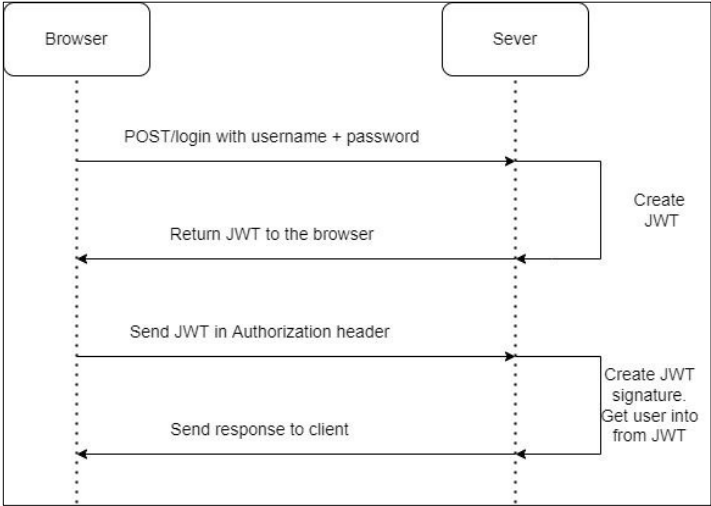 Browser
Sever
POST/login with username + password
Create
JWT
Return JWT to the browser
Send JWT in Authorization header
Create JWT
signature.
Get user into
from JWT
Send response to client